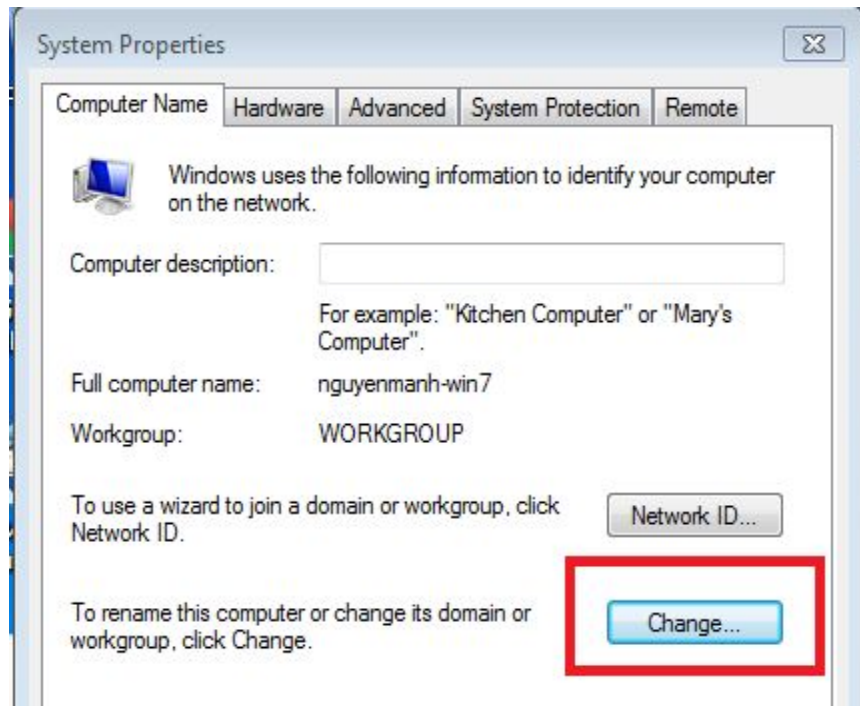 System Properties
Computer Name Hardware Advanced System Protection Remote
Windows uses the following information to identify your computer
on the network.
Computer description:
For example: "Kitchen Computer" or "Mary's
Computer".
Full computer name: nguyenmanh-win7
Workgroup: WORKGROUP
To use a wizard to join a domain or workgroup, click
Network ID.
Network ID...
To rename this computer or change its domain or
workgroup, click Change.
Change...